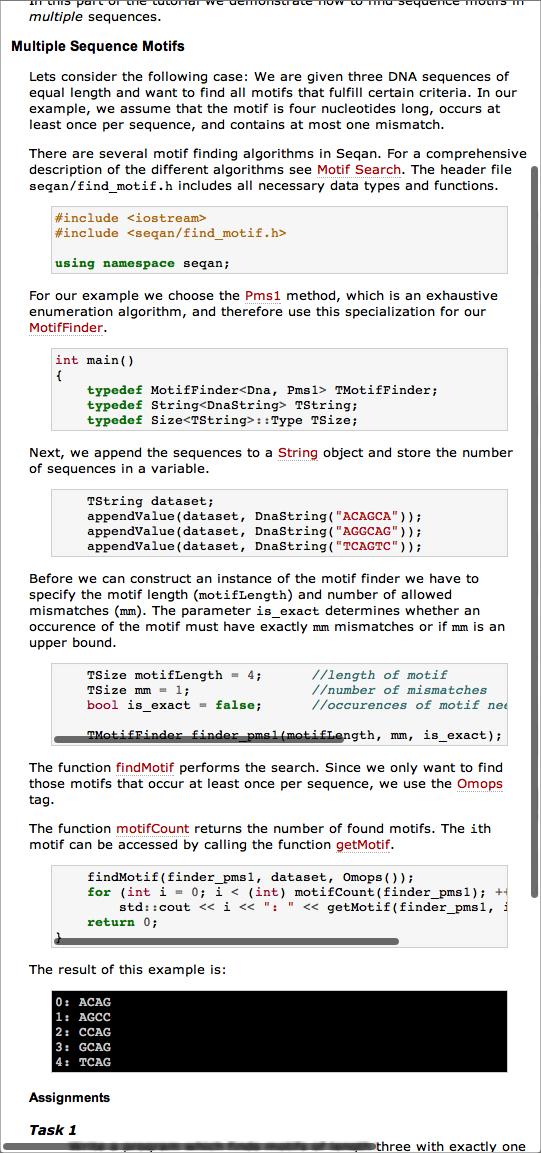 multiple sequences.
Multiple Sequence Motifs
Lets consider the following case: We are given three DNA sequences of
equal length and want to find all motifs that fulfill certain criteria. In our
example, we assume that the motif is four nucleotides long, occurs at
least once per sequence, and contains at most one mismatch.
There are several motif finding algorithms in Seqan. For a comprehensive
description of the different algorithms see Motif Search. The header file
seqan/find_motif.h includes all necessary data types and functions.
#include <iostream>
#include <seqan/find_motif.h>
using namespace seqan;
For our example we choose the Pms1 method, which is an exhaustive
enumeration algorithm, and therefore use this specialization for our
MotifFinder.
int main()
{
typedef MotifFinder<Dna, Pms1> TMotifFinder;
typedef String<DnaString> TString;
typedef Size<TString>::Type TSize;
Next, we append the sequences to a String object and store the number
of sequences in a variable.
TString dataset;
appendValue(dataset, DnaString("ACAGCA"));
appendValue(dataset, DnaString("AGGCAG"));
appendValue(dataset, DnaString("TCAGTC"));
Before we can construct an instance of the motif finder we have to
specify the motif length (motifLength) and number of allowed
mismatches (mm). The parameter is_exact determines whether an
occurence of the motif must have exactly mm mismatches or if mm is an
upper bound.
TSize motifLength = 4; //length of motif
TSize mm = 1; //number of mismatches
bool is_exact = false; //occurences of motif nee
TMotifFinder finder_pms1(motifLength, mm, is_exact);
The function findMotif performs the search. Since we only want to find
those motifs that occur at least once per sequence, we use the Omops
tag.
The function motifCount returns the number of found motifs. The ith
motif can be accessed by calling the function getMotif.
findMotif(finder_pms1, dataset, Omops());
for (int i = 0; i < (int) motifCount(finder_pms1); ++
std::cout << i << ": " << getMotif(finder_pms1, i
return 0;
}
The result of this example is:
0: ACAG
1: AGCC
2: CCAG
3: GCAG
4: TCAG
Assignments
Task 1
three with exactly one